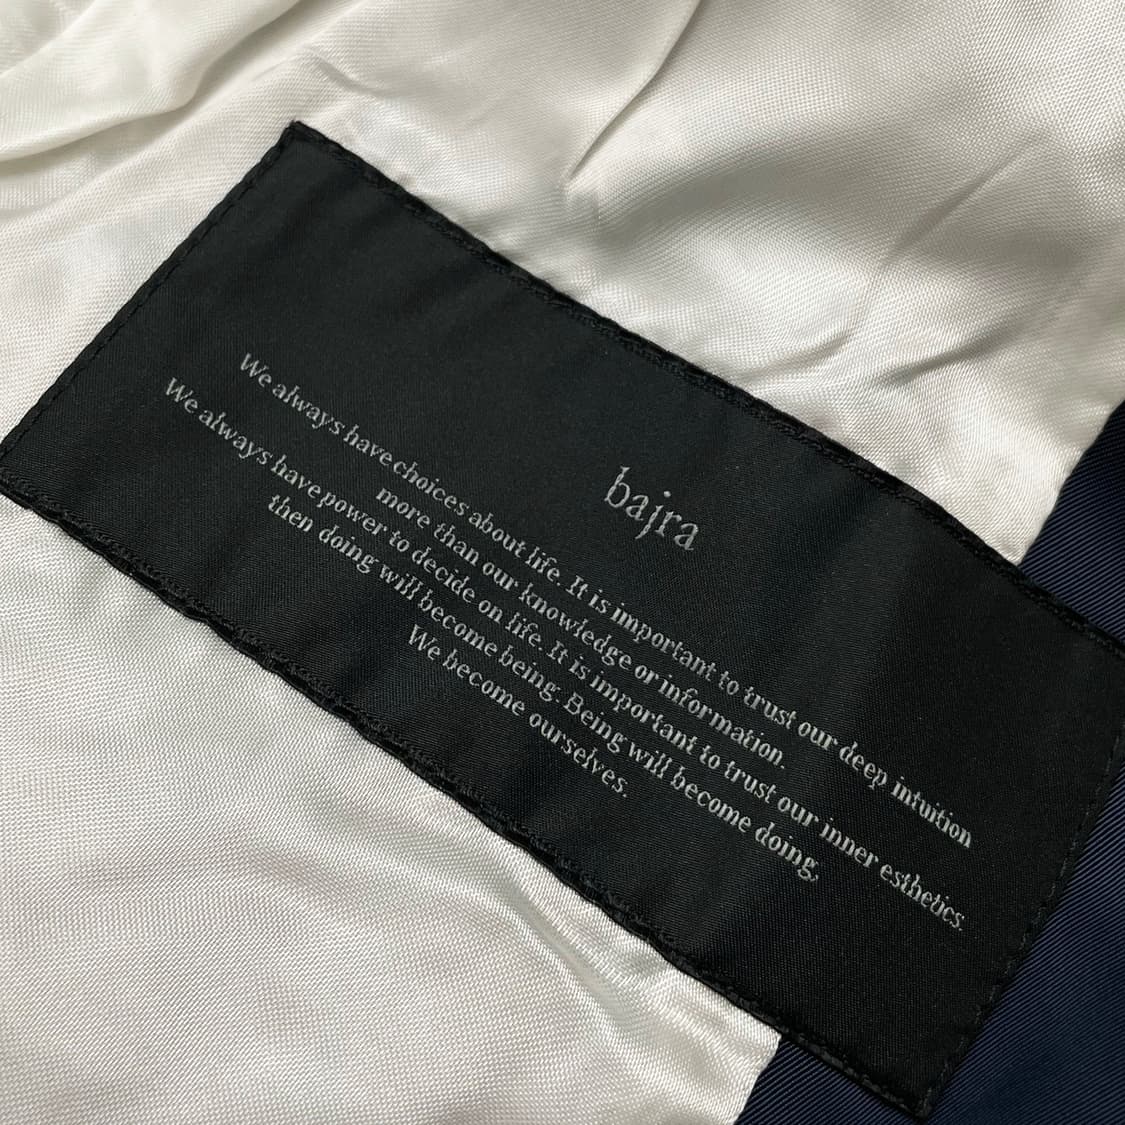 bajra
We always have choices about life. It is important to trust our deep intuition
more than our knowledge or information.
We always have power to decide on life. It is important to trust our inner esthetics.
then doing will become being. Being will become doing,
We become ourselves.